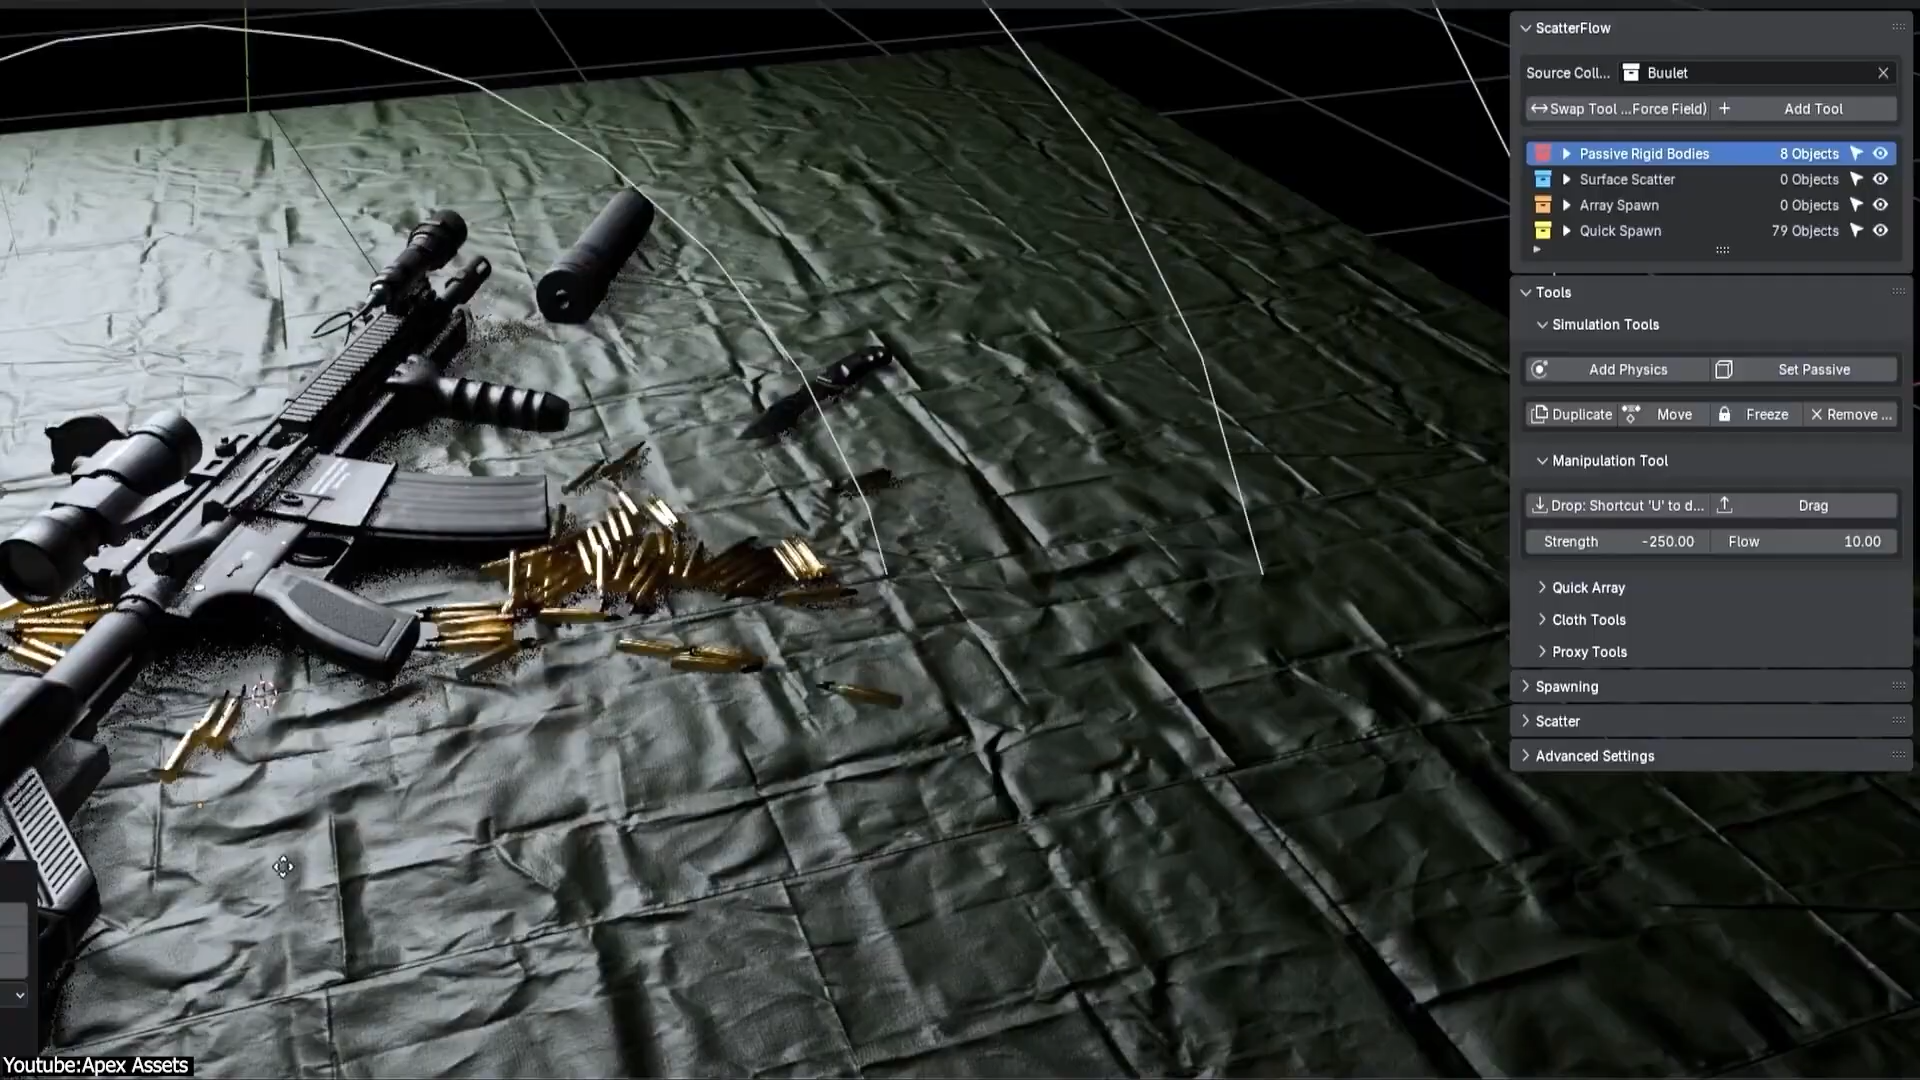 ScatterFlow
Source Coll... Buulet
Swap Tool ...Force Field) Add Tool
Passive Rigid Bodies 8 Objects
Surface Scatter 0 Objects
Array Spawn 0 Objects
Quick Spawn 79 Objects
Tools
Simulation Tools
Add Physics Set Passive
Duplicate Move Freeze Remove ...
Manipulation Tool
Drop: Shortcut 'U' to d... Drag
Strength -250.00 Flow 10.00
Quick Array
Cloth Tools
Proxy Tools
Spawning
Scatter
Advanced Settings
Youtube:Apex Assets